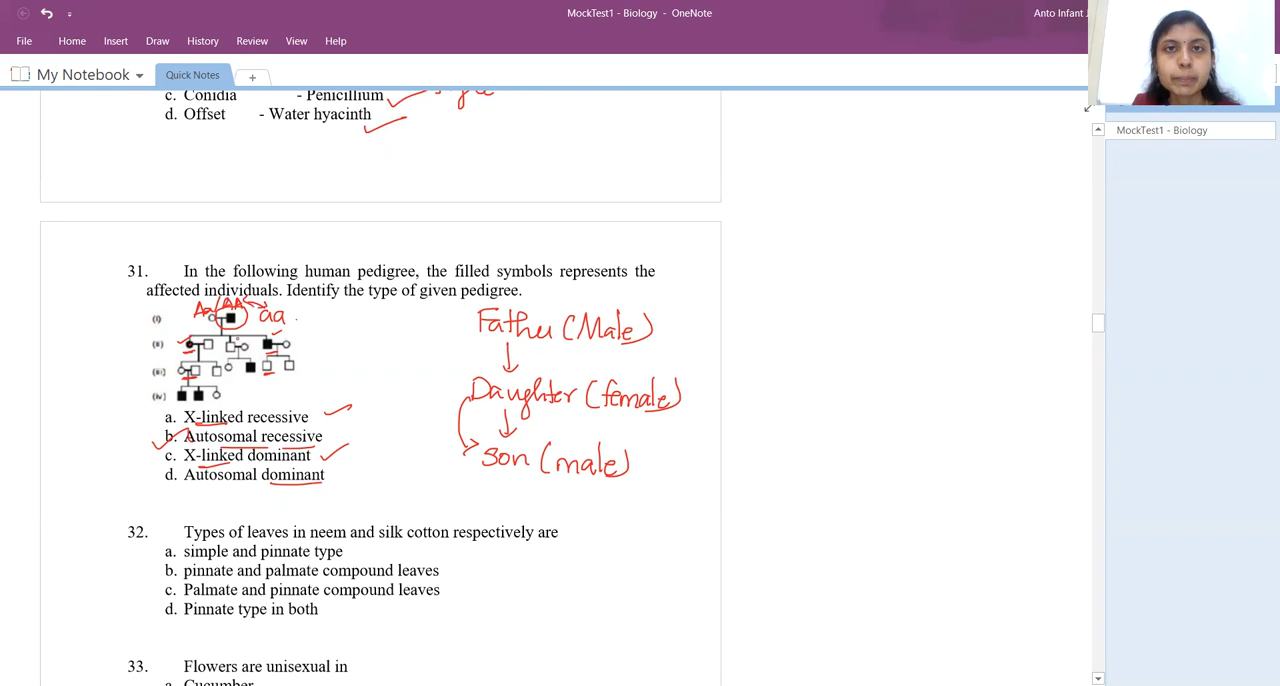 MockTest1 - Biology - OneNote
Anto Infant J
File Home Insert Draw History Review View Help
My Notebook
Quick Notes
+
MockTest1 - Biology
c. Conidia - Penicillium
d. Offset - Water hyacinth
31. In the following human pedigree, the filled symbols represents the
affected individuals. Identify the type of given pedigree.
Aa/AA aa
(i)
(ii)
(iii)
(iv)
a. X-linked recessive
b. Autosomal recessive
c. X-linked dominant
d. Autosomal dominant
Father (Male)
Daughter (female)
Son (male)
32. Types of leaves in neem and silk cotton respectively are
a. simple and pinnate type
b. pinnate and palmate compound leaves
c. Palmate and pinnate compound leaves
d. Pinnate type in both
33. Flowers are unisexual in
a. Cucumber